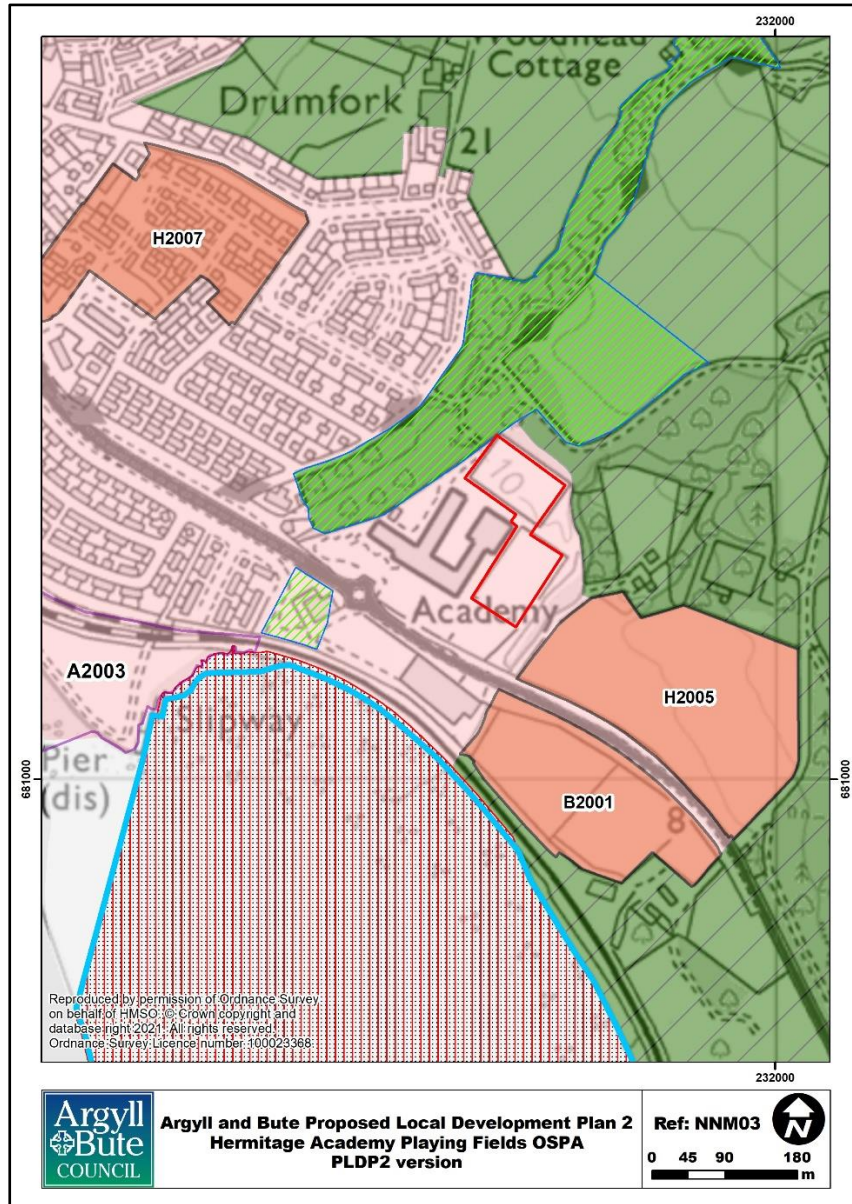 232000
Woodhead
Cottage
Drumfork
21
H2007
10
Academy
A2003
H2005
Slipway
Pier
(dis)
681000
681000
B2001
8
Reproduced by permission of Ordnance Survey
on behalf of HMSO. © Crown copyright and
database right 2021. All rights reserved.
Ordnance Survey Licence number 100023368.
232000
Argyll
&Bute
COUNCIL
Argyll and Bute Proposed Local Development Plan 2
Hermitage Academy Playing Fields OSPA
PLDP2 version
Ref: NNM03
N
0 45 90 180
m